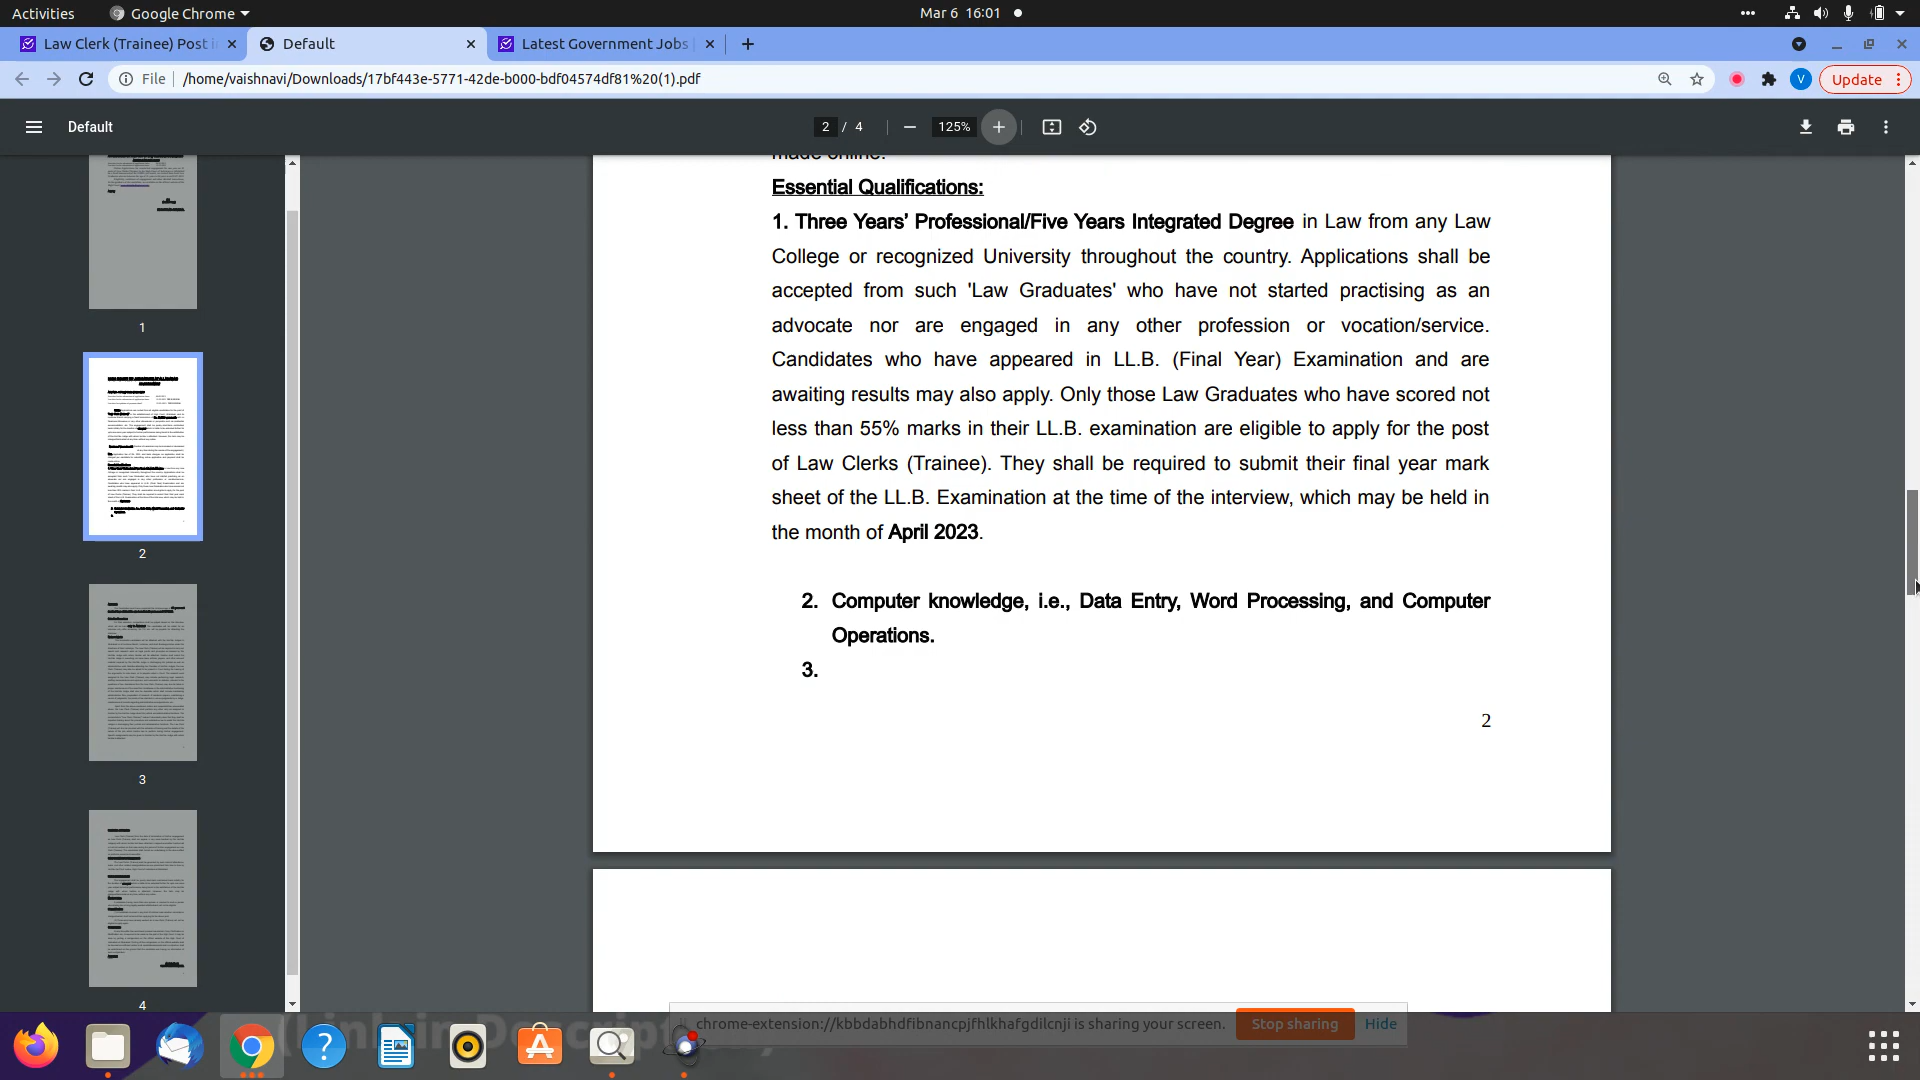 Activities Google Chrome Mar 6 16:01
Law Clerk (Trainee) Post i Default Latest Government Jobs
File /home/vaishnavi/Downloads/17bf443e-5771-42de-b000-bdf04574df81%20(1).pdf V Update
Default 2 / 4 125%
made online.
Essential Qualifications:
1. Three Years' Professional/Five Years Integrated Degree in Law from any Law
College or recognized University throughout the country. Applications shall be
accepted from such 'Law Graduates' who have not started practising as an
advocate nor are engaged in any other profession or vocation/service.
Candidates who have appeared in LL.B. (Final Year) Examination and are
awaiting results may also apply. Only those Law Graduates who have scored not
less than 55% marks in their LL.B. examination are eligible to apply for the post
of Law Clerks (Trainee). They shall be required to submit their final year mark
sheet of the LL.B. Examination at the time of the interview, which may be held in
the month of April 2023.
2. Computer knowledge, i.e., Data Entry, Word Processing, and Computer
Operations.
3.
2
1
2
3
4
chrome-extension://kbbdabhdfibnancpjfhlkhafgdilcnji is sharing your screen. Stop sharing Hide
(Link in Descript